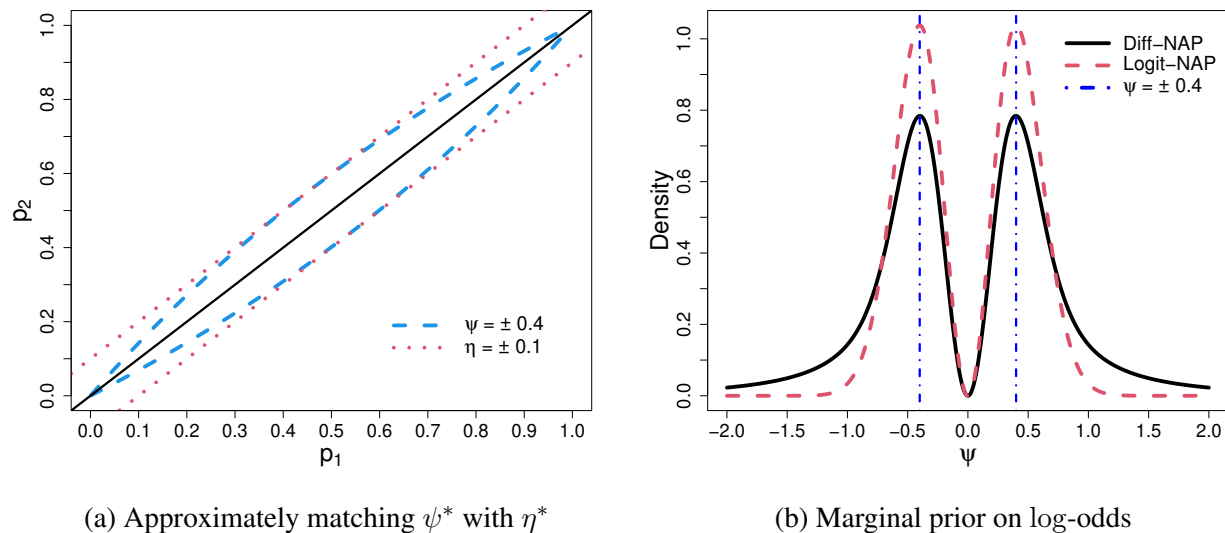 1.0
0.8
0.6
0.4
0.2
0.0
p₂
0.0 0.1 0.2 0.3 0.4 0.5 0.6 0.7 0.8 0.9 1.0
p₁
ψ = ± 0.4
η = ± 0.1
(a) Approximately matching ψ* with η*
1.0
0.8
0.6
0.4
0.2
0.0
Density
−2.0 −1.5 −1.0 −0.5 0.0 0.5 1.0 1.5 2.0
ψ
Diff−NAP
Logit−NAP
ψ = ± 0.4
(b) Marginal prior on log-odds